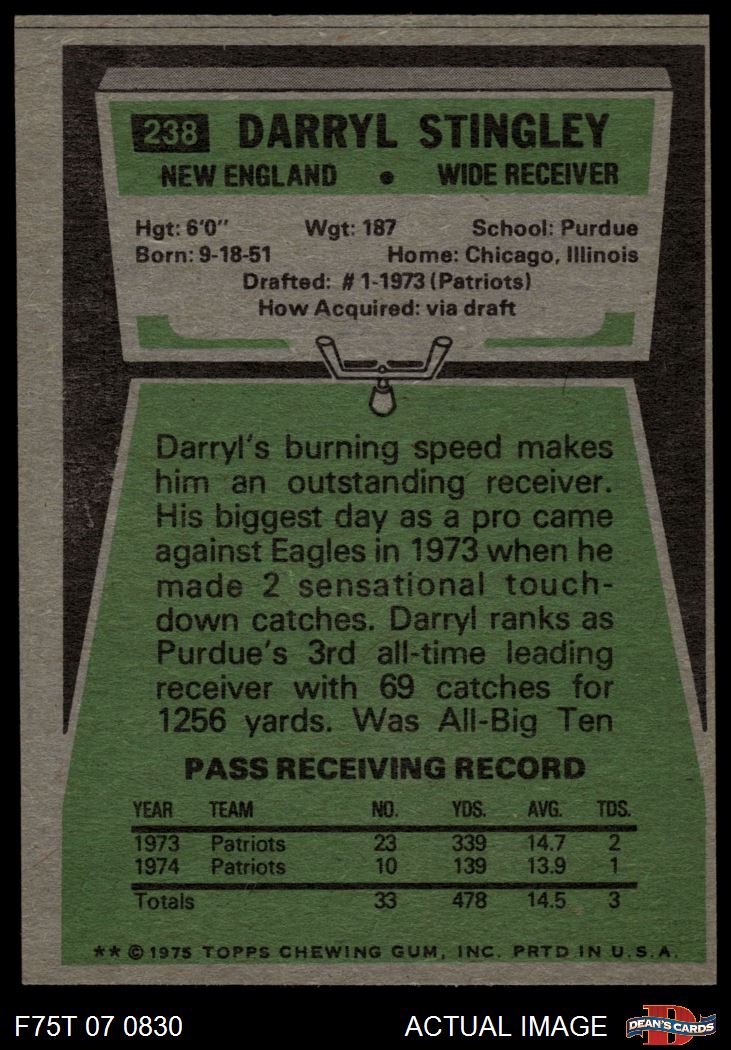 238 DARRYL STINGLEY
NEW ENGLAND • WIDE RECEIVER
Hgt: 6'0" Wgt: 187 School: Purdue
Born: 9-18-51 Home: Chicago, Illinois
Drafted: #1-1973 (Patriots)
How Acquired: via draft
Darryl's burning speed makes
him an outstanding receiver.
His biggest day as a pro came
against Eagles in 1973 when he
made 2 sensational touch-
down catches. Darryl ranks as
Purdue's 3rd all-time leading
receiver with 69 catches for
1256 yards. Was All-Big Ten
PASS RECEIVING RECORD
YEAR TEAM NO. YDS. AVG. TDS.
1973 Patriots 23 339 14.7 2
1974 Patriots 10 139 13.9 1
Totals 33 478 14.5 3
** © 1975 TOPPS CHEWING GUM, INC. PRTD IN U.S.A.
F75T 07 0830 ACTUAL IMAGE D DEAN'S CARDS